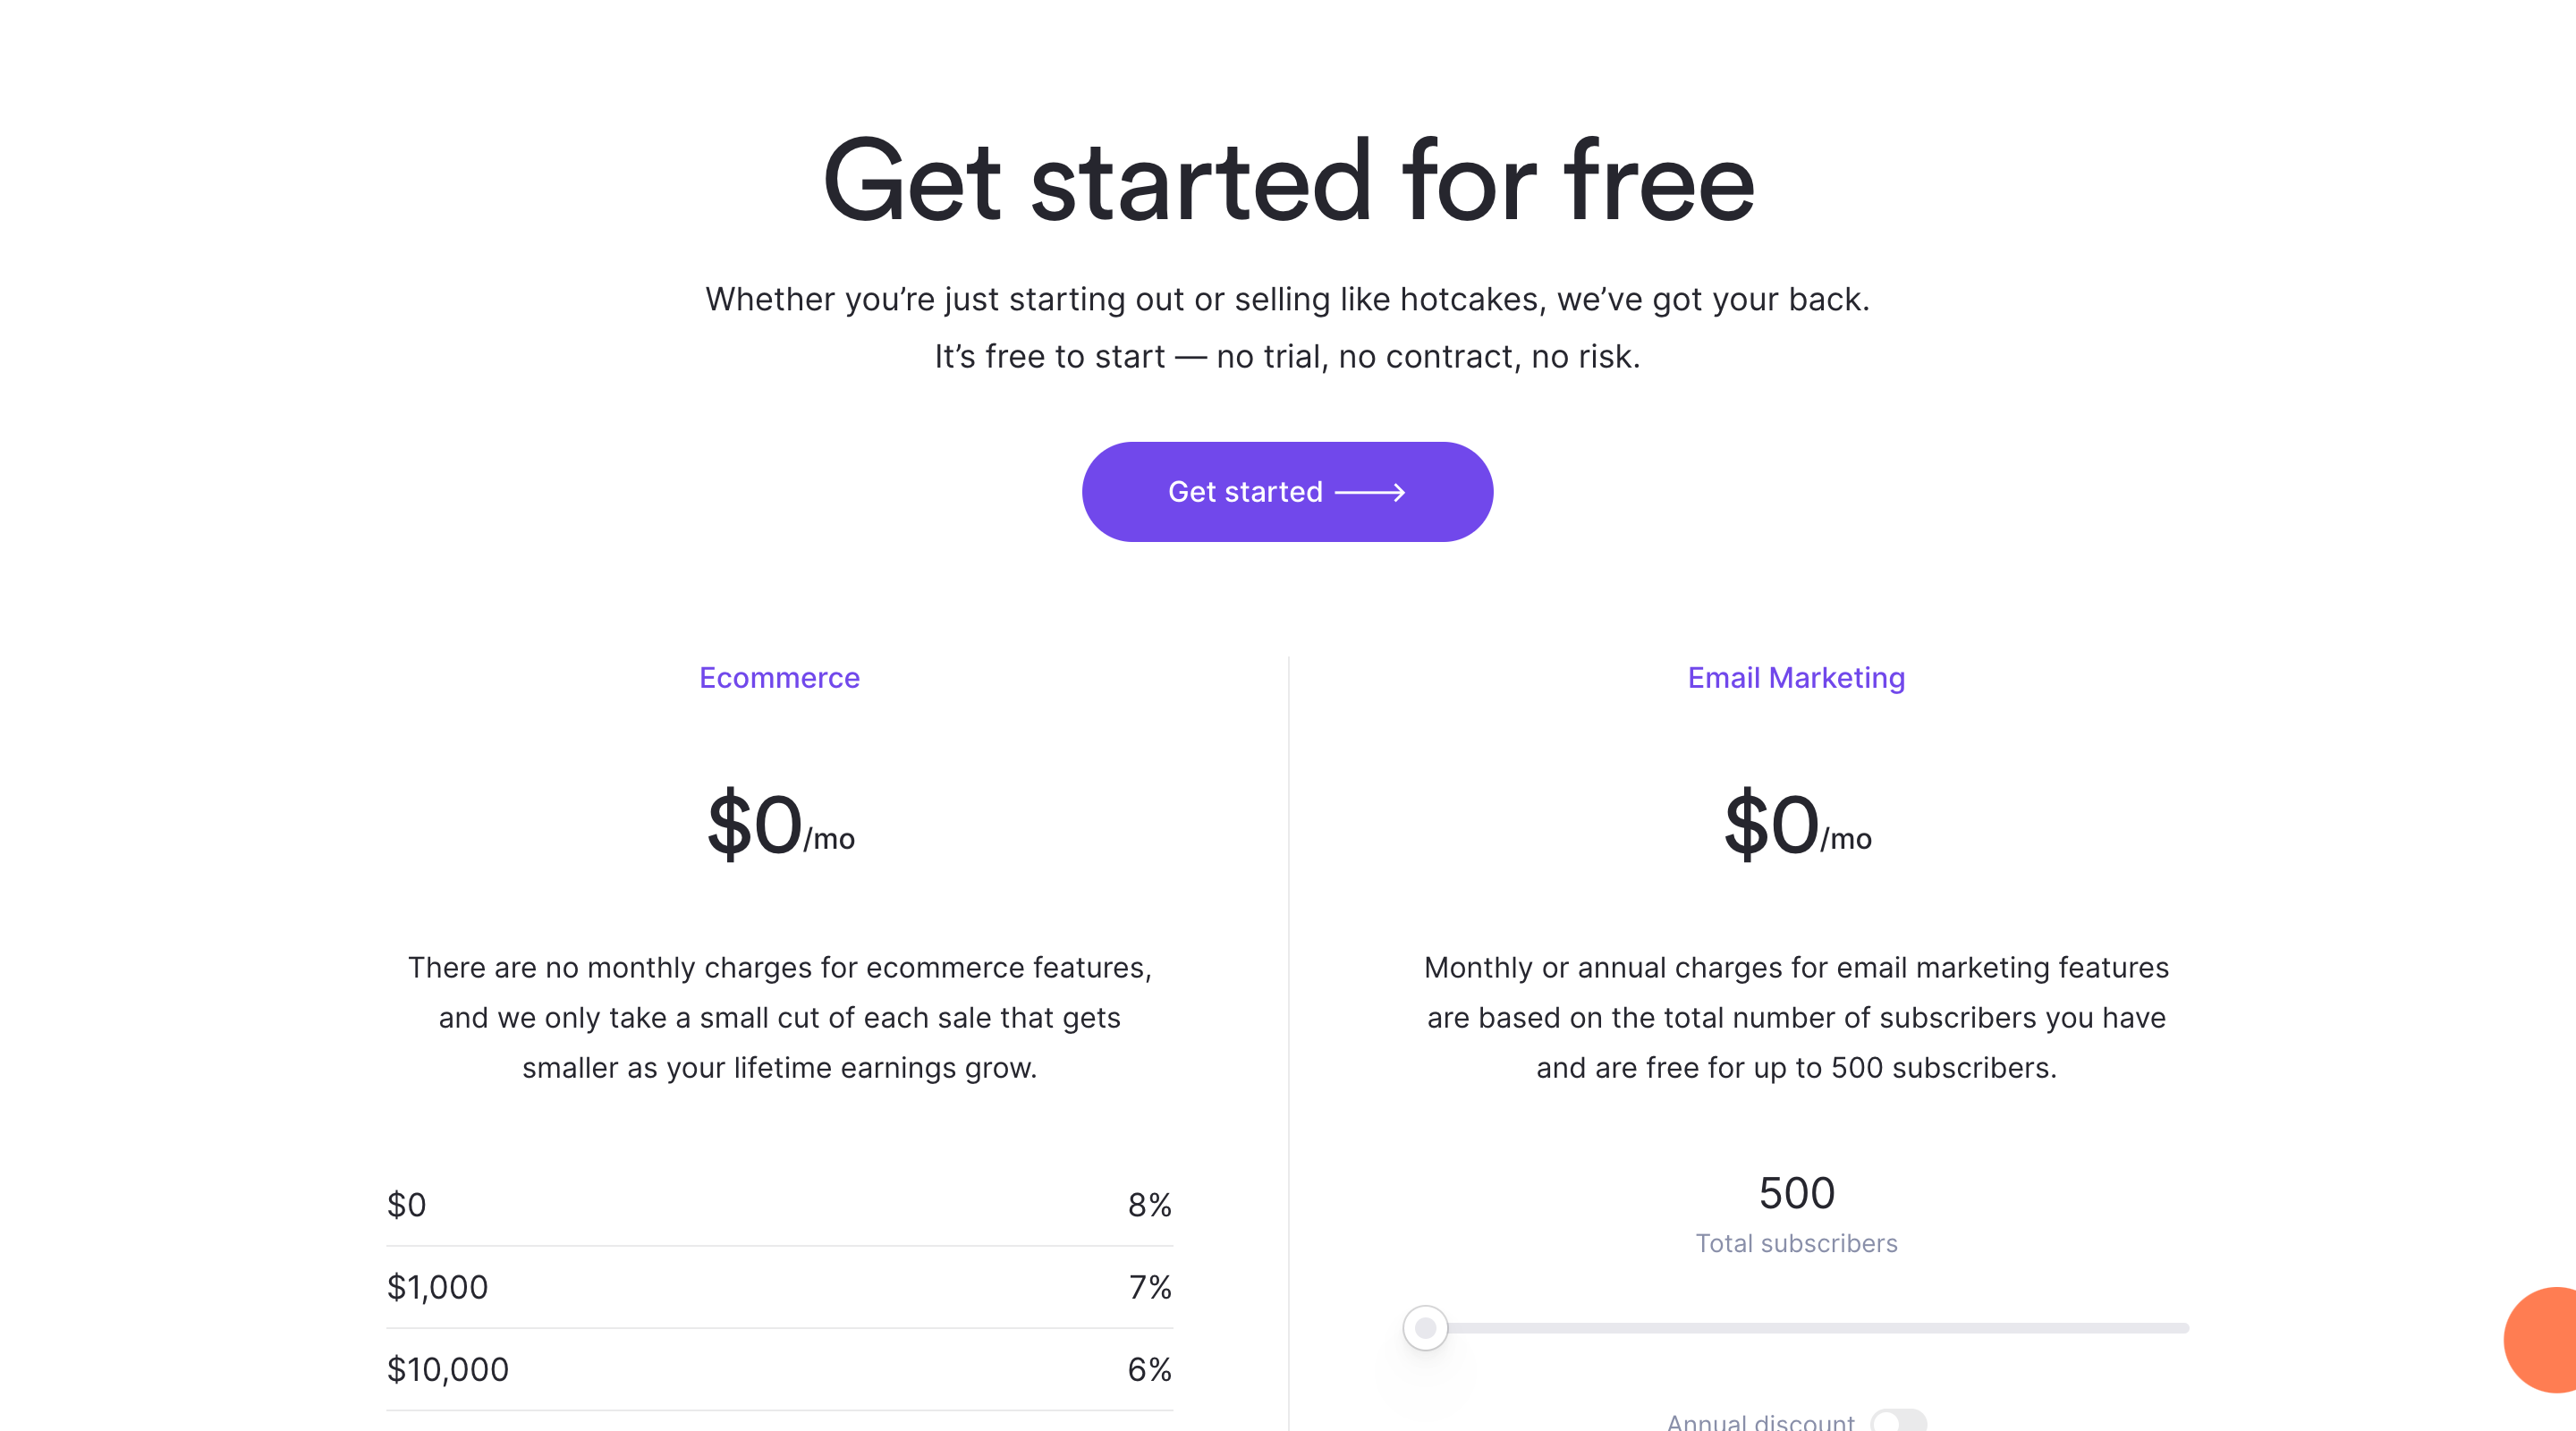 Get started for free
Whether you’re just starting out or selling like hotcakes, we’ve got your back.
It’s free to start — no trial, no contract, no risk.
Get started
Ecommerce
$0/mo
There are no monthly charges for ecommerce features,
and we only take a small cut of each sale that gets
smaller as your lifetime earnings grow.
$0 8%
$1,000 7%
$10,000 6%
Email Marketing
$0/mo
Monthly or annual charges for email marketing features
are based on the total number of subscribers you have
and are free for up to 500 subscribers.
500
Total subscribers
Annual discount